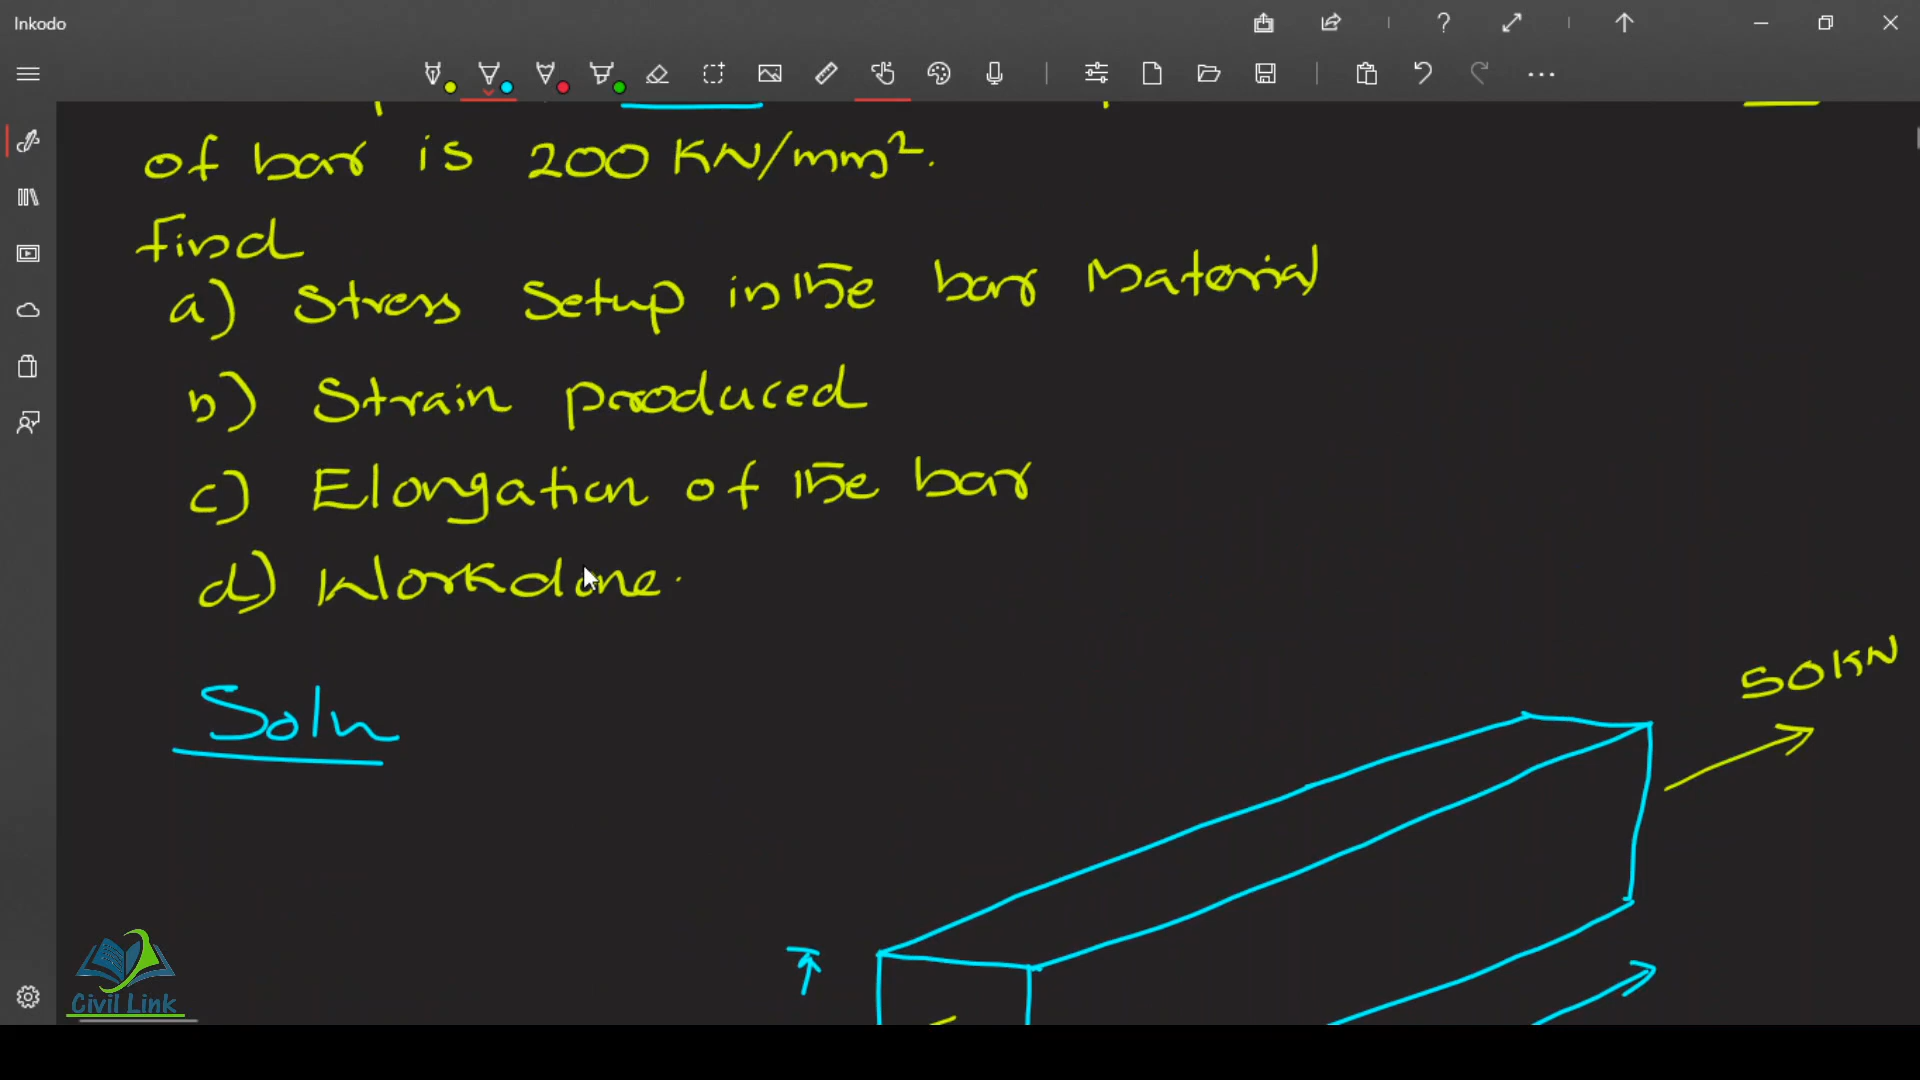 Inkodo
of bar is 200 KN/mm².
find
a) Stress Setup in the bar Material
b) Strain produced
c) Elongation of the bar
d) Workdone.
Soln
50KN
Civil Link